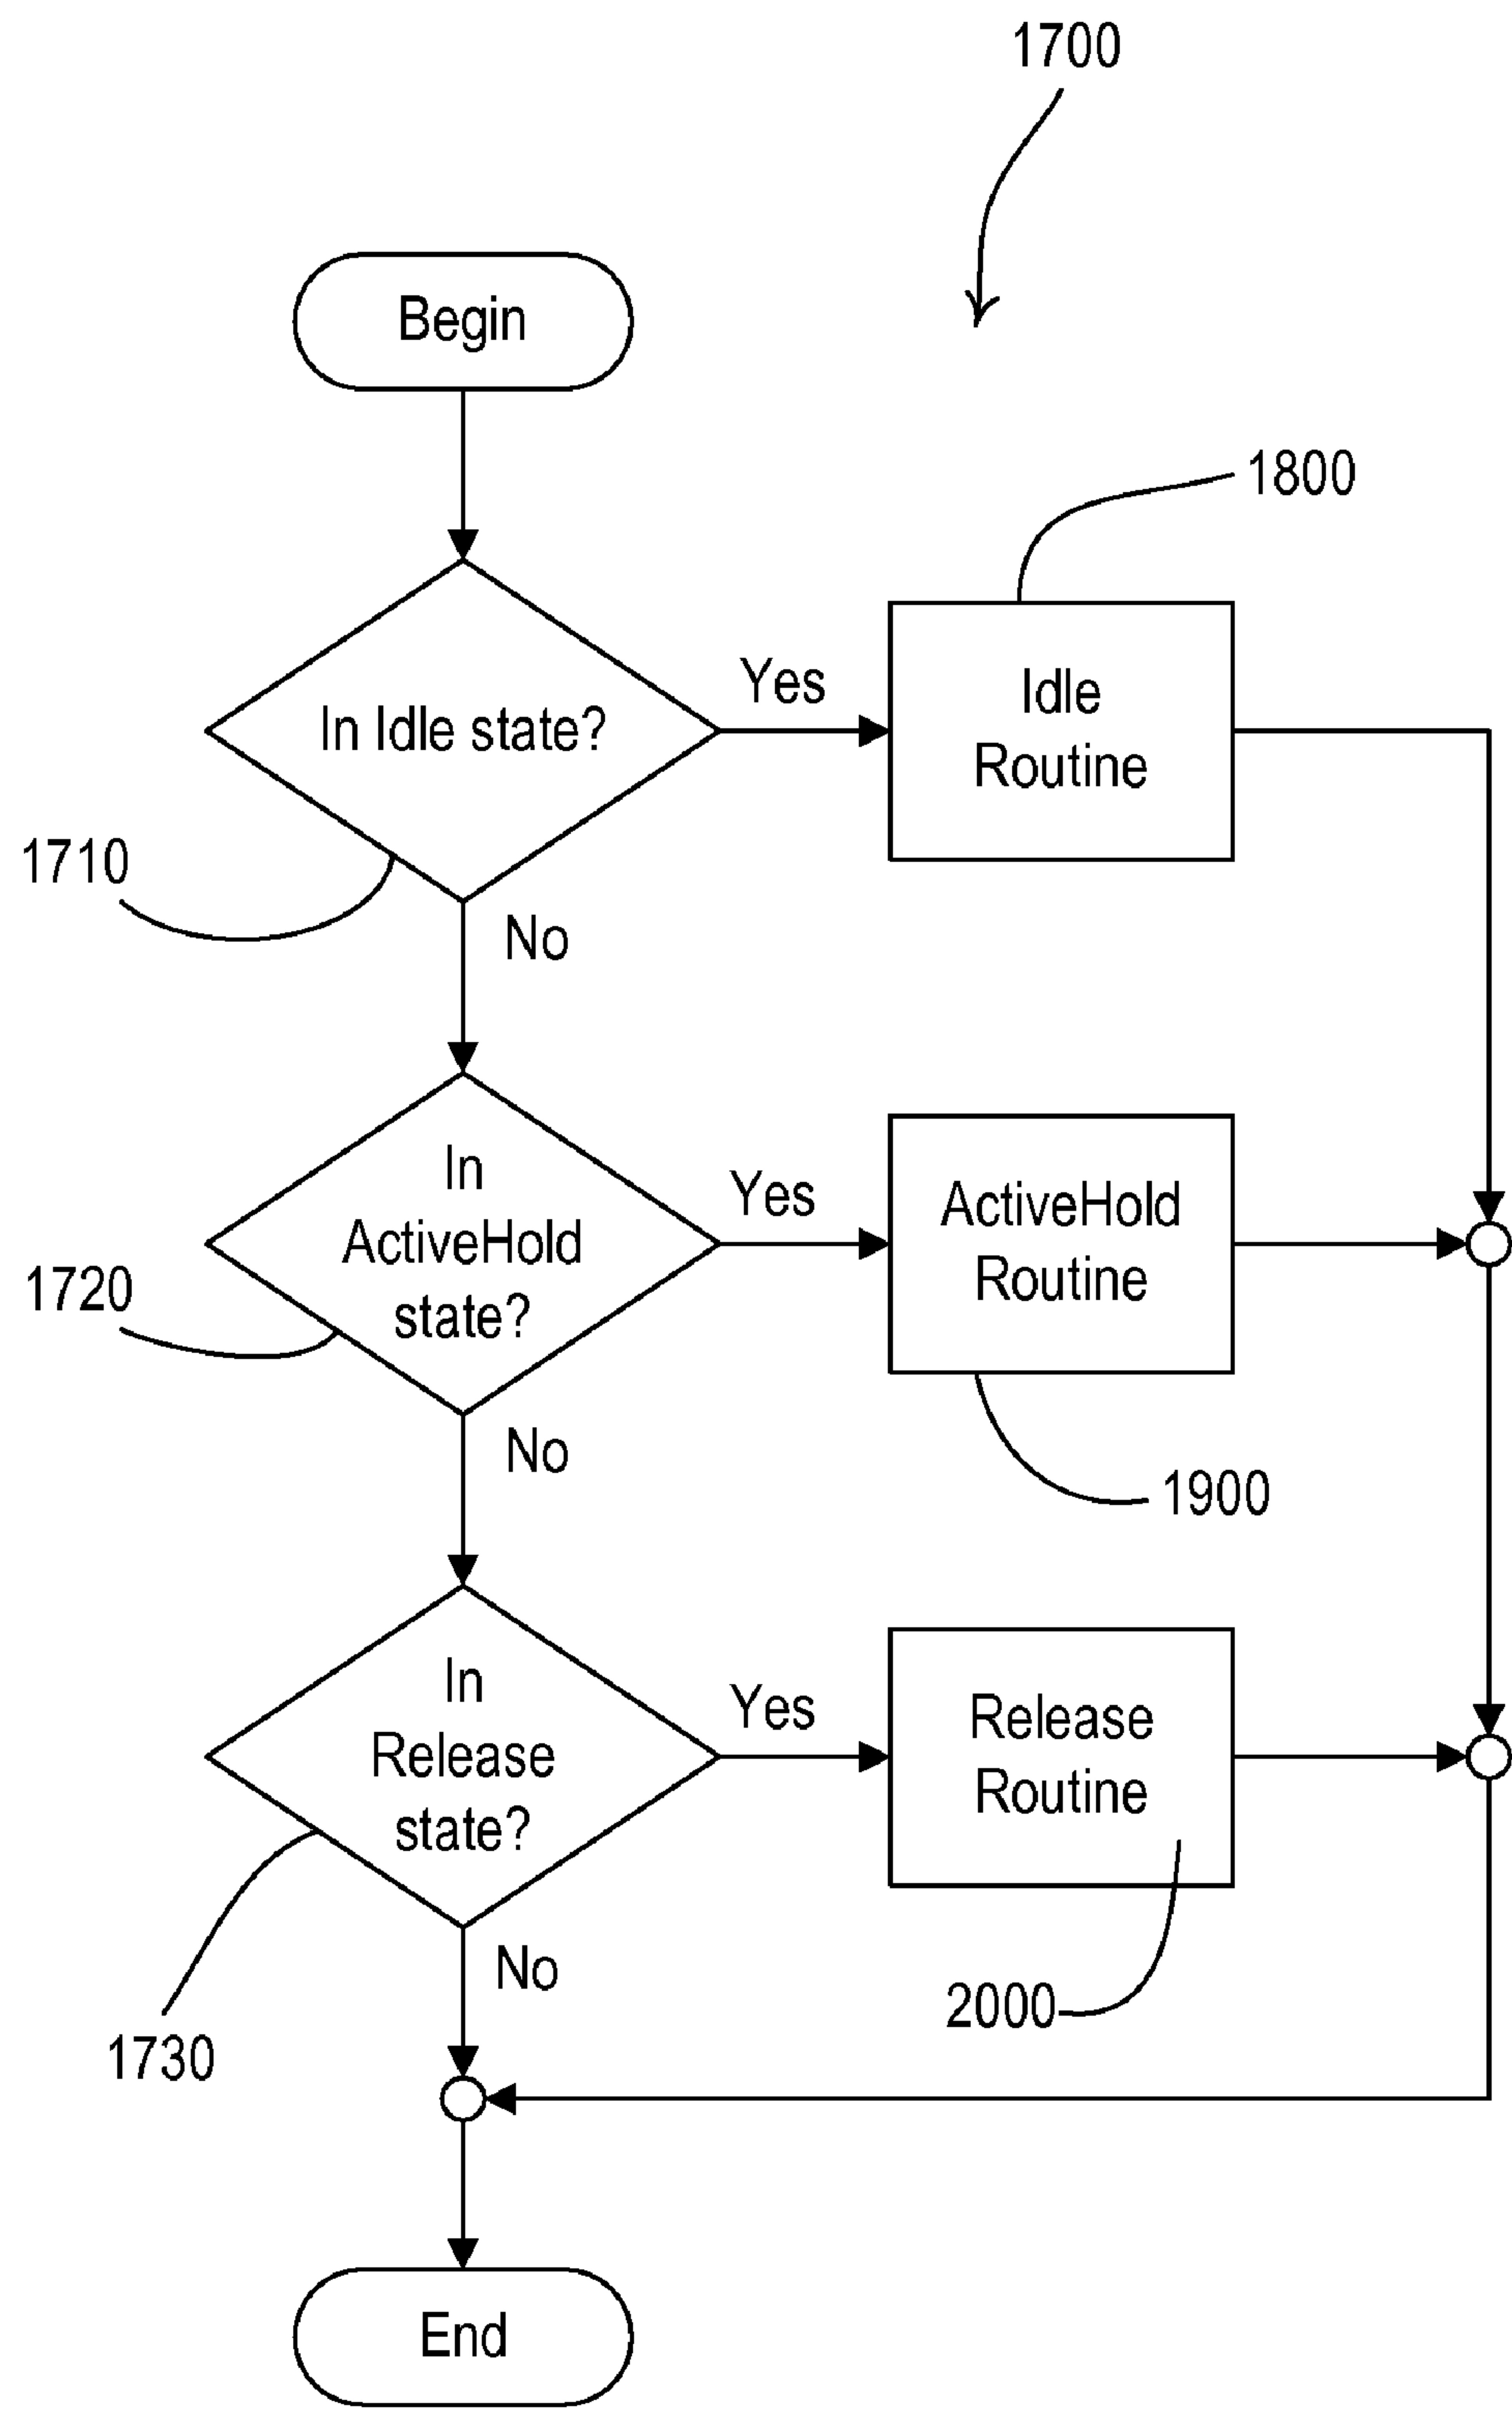 1700
Begin
1800
In Idle state?
Yes
Idle
Routine
1710
No
In
ActiveHold
state?
Yes
ActiveHold
Routine
1720
No
1900
In
Release
state?
Yes
Release
Routine
No
2000
1730
End